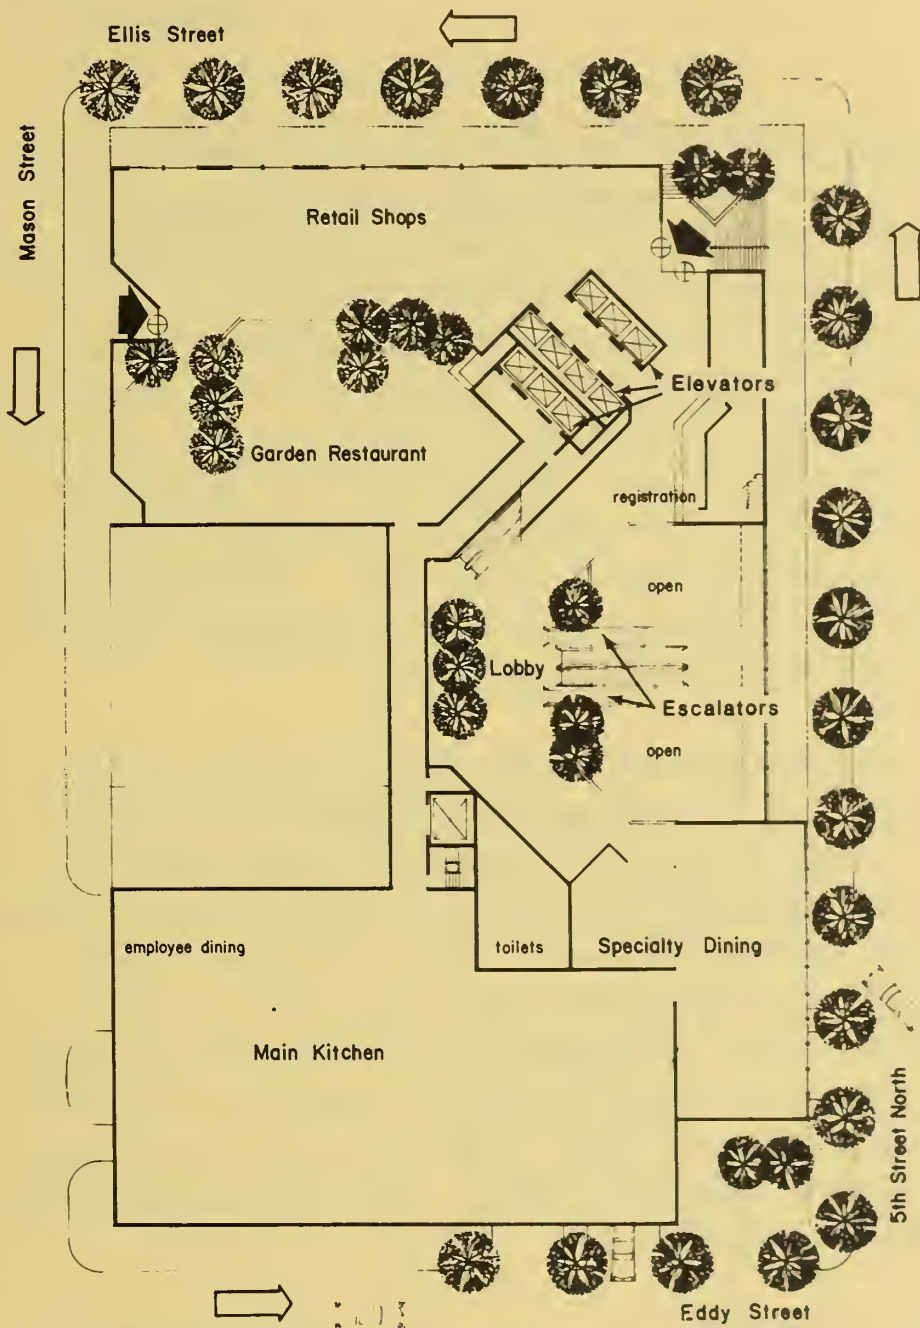 Ellis Street
Mason Street
Retail Shops
Elevators
Garden Restaurant
registration
open
Lobby
Escalators
open
employee dining
toilets
Specialty Dining
Main Kitchen
5th Street North
Eddy Street